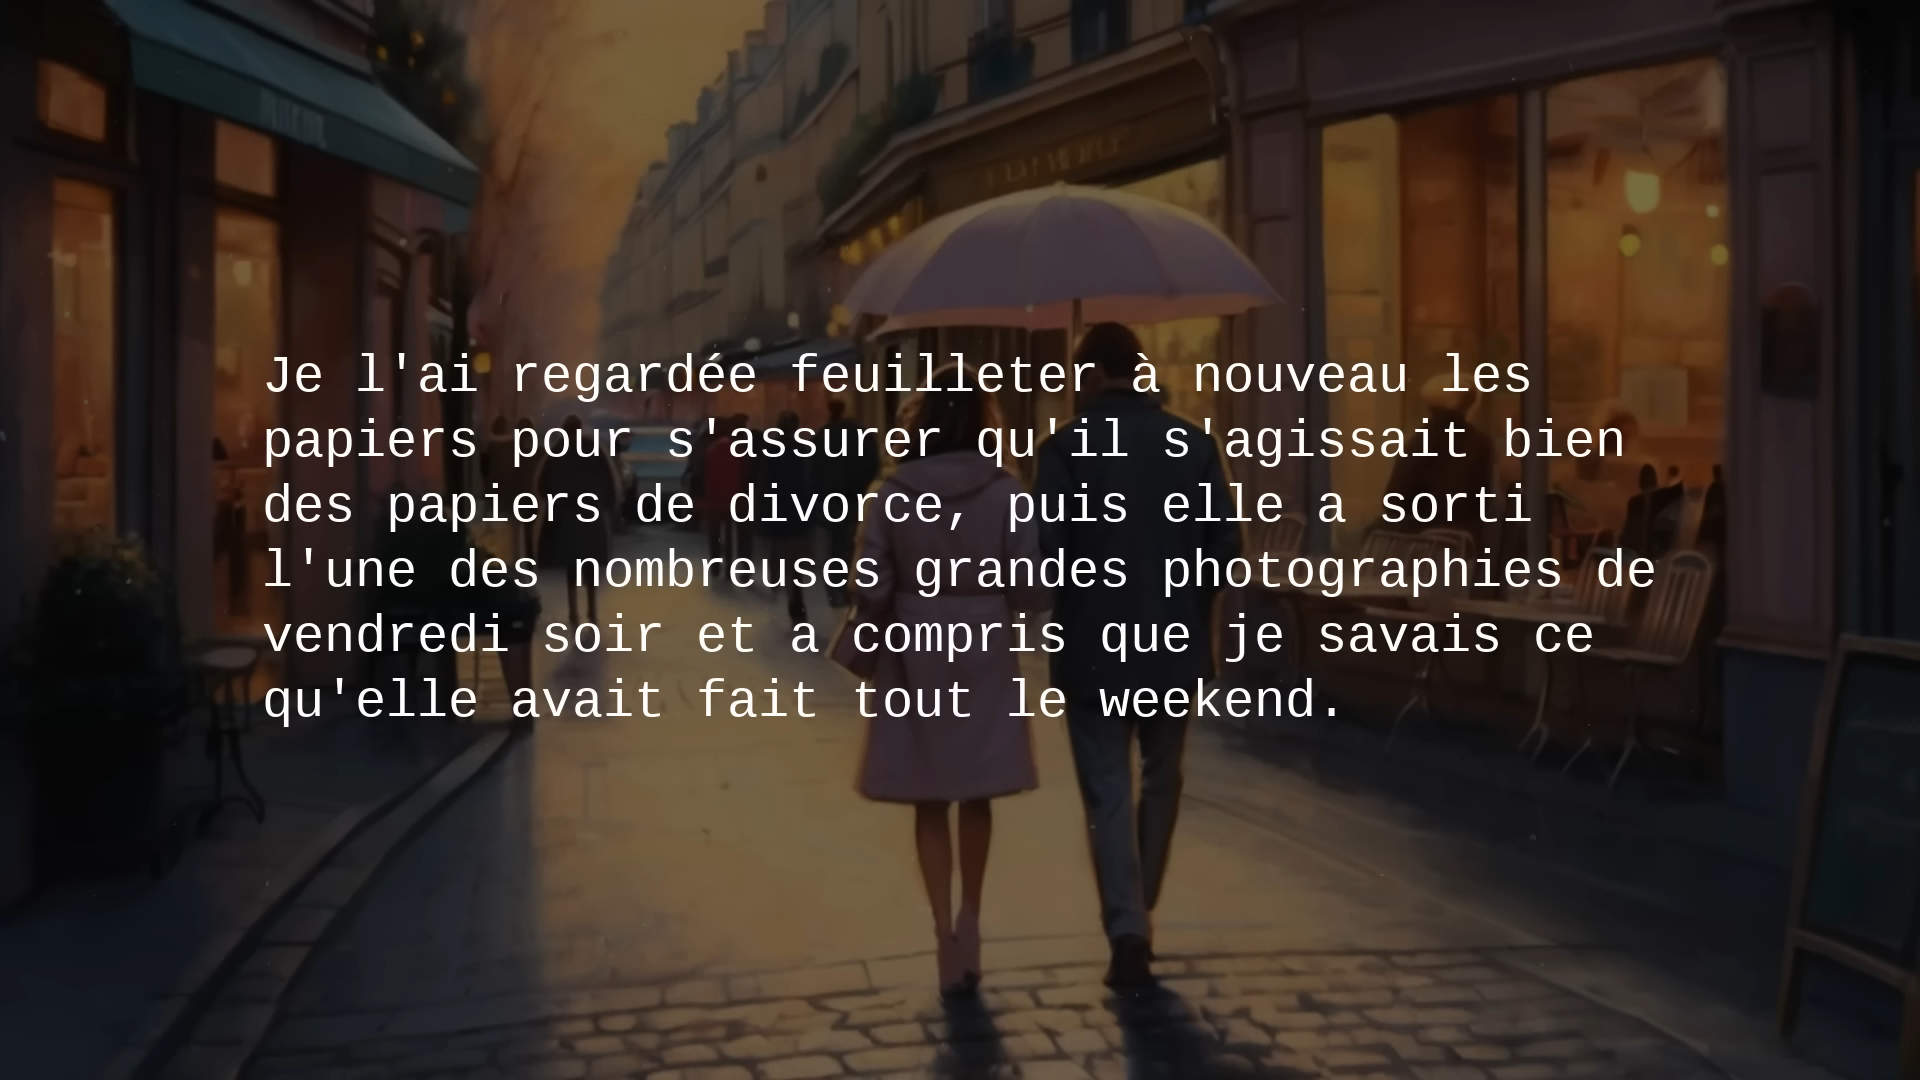 Je l'ai regardée feuilleter à nouveau les
papiers pour s'assurer qu'il s'agissait bien
des papiers de divorce, puis elle a sorti
l'une des nombreuses grandes photographies de
vendredi soir et a compris que je savais ce
qu'elle avait fait tout le weekend.